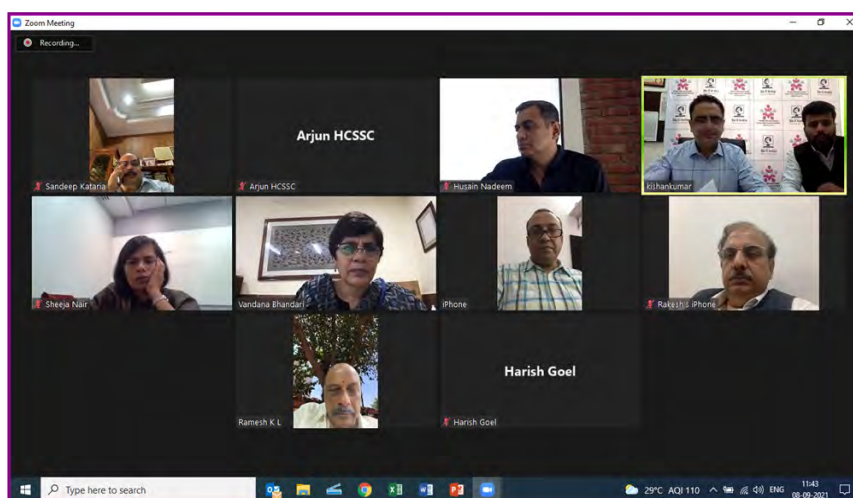 Zoom Meeting
Recording...
Sandeep Kataria
Arjun HCSSC
Arjun HCSSC
Husain Nadeem
kishankumar
Sheeja Nair
Vandana Bhandari
iPhone
Rakesh's iPhone
Ramesh K L
Harish Goel
Harish Goel
Type here to search
29°C AQI 110
ENG
11:43
08-09-2021